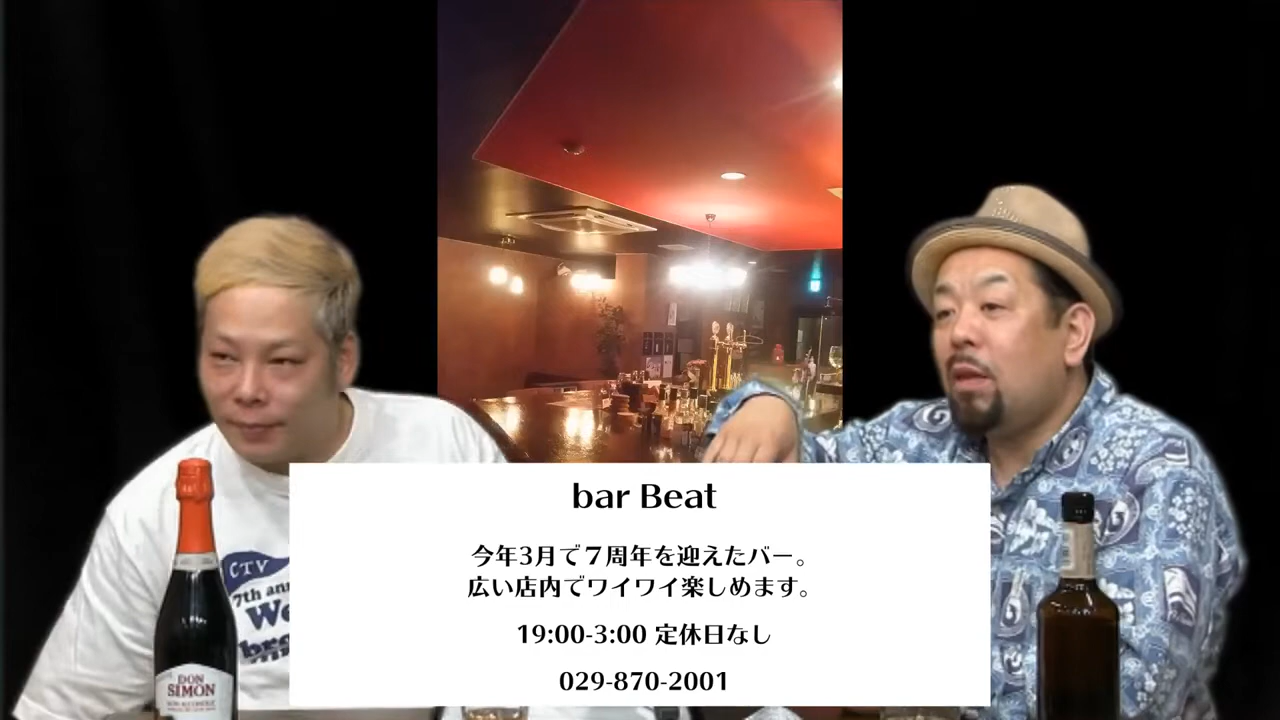 bar Beat
今年3月で７周年を迎えたバー。
広い店内でワイワイ楽しめます。
19:00-3:00 定休日なし
029-870-2001
CTV
7th ann
We
DON
SIMON